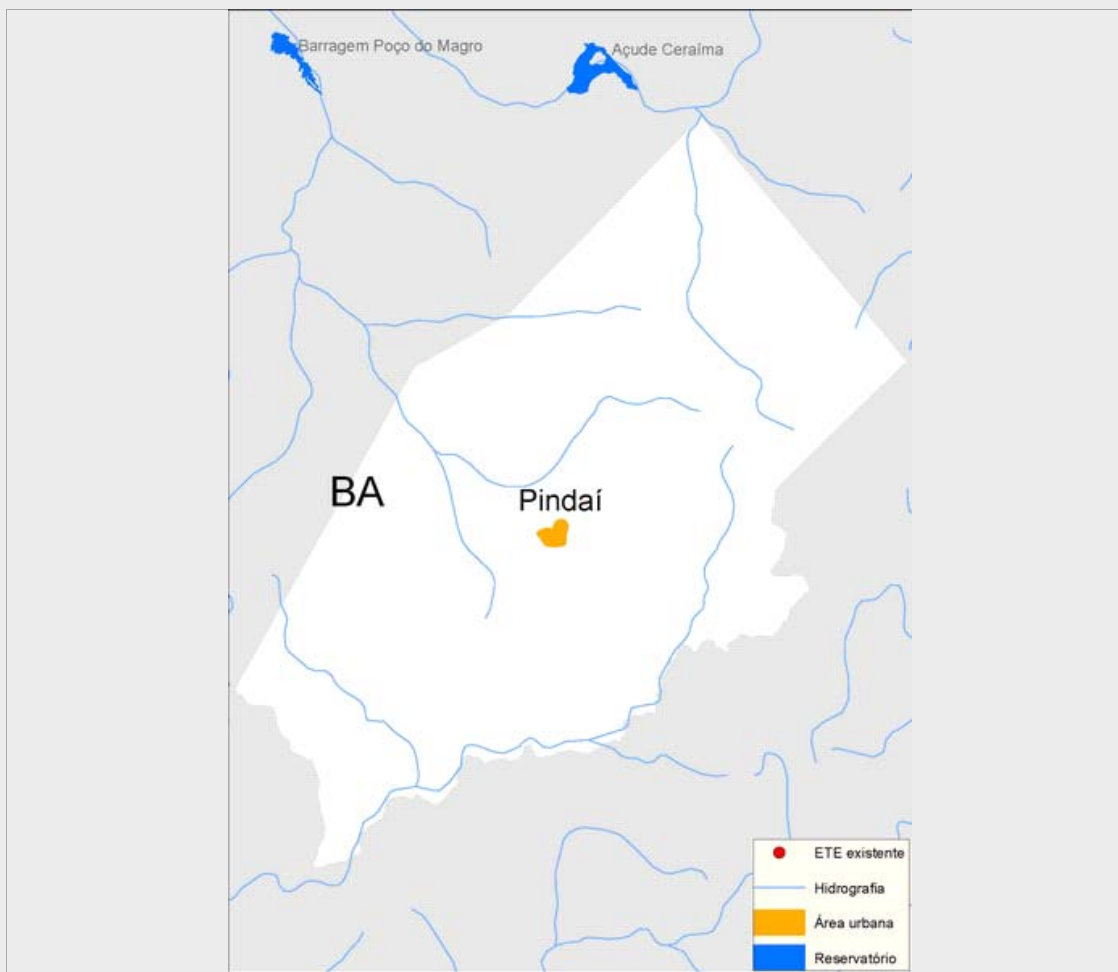 Barragem Poço do Magro
Açude Ceraíma
BA
Pindaí
ETE existente
Hidrografia
Área urbana
Reservatório